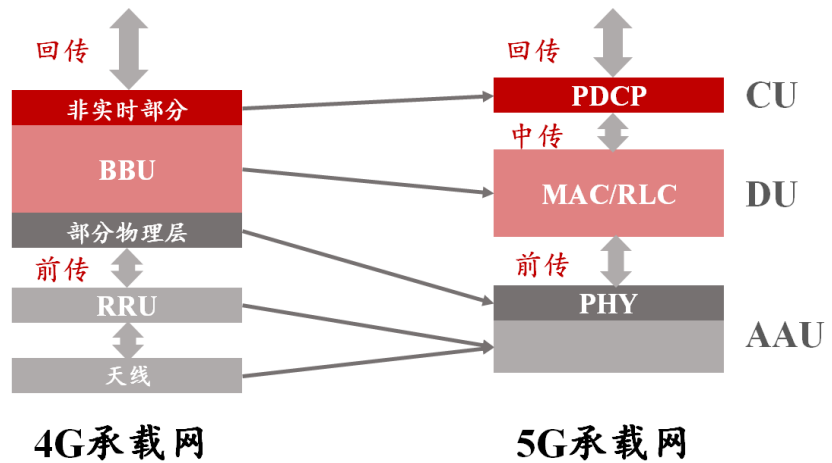 回传
非实时部分
BBU
部分物理层
前传
RRU
天线
4G承载网
回传
PDCP
CU
中传
MAC/RLC
DU
前传
PHY
AAU
5G承载网